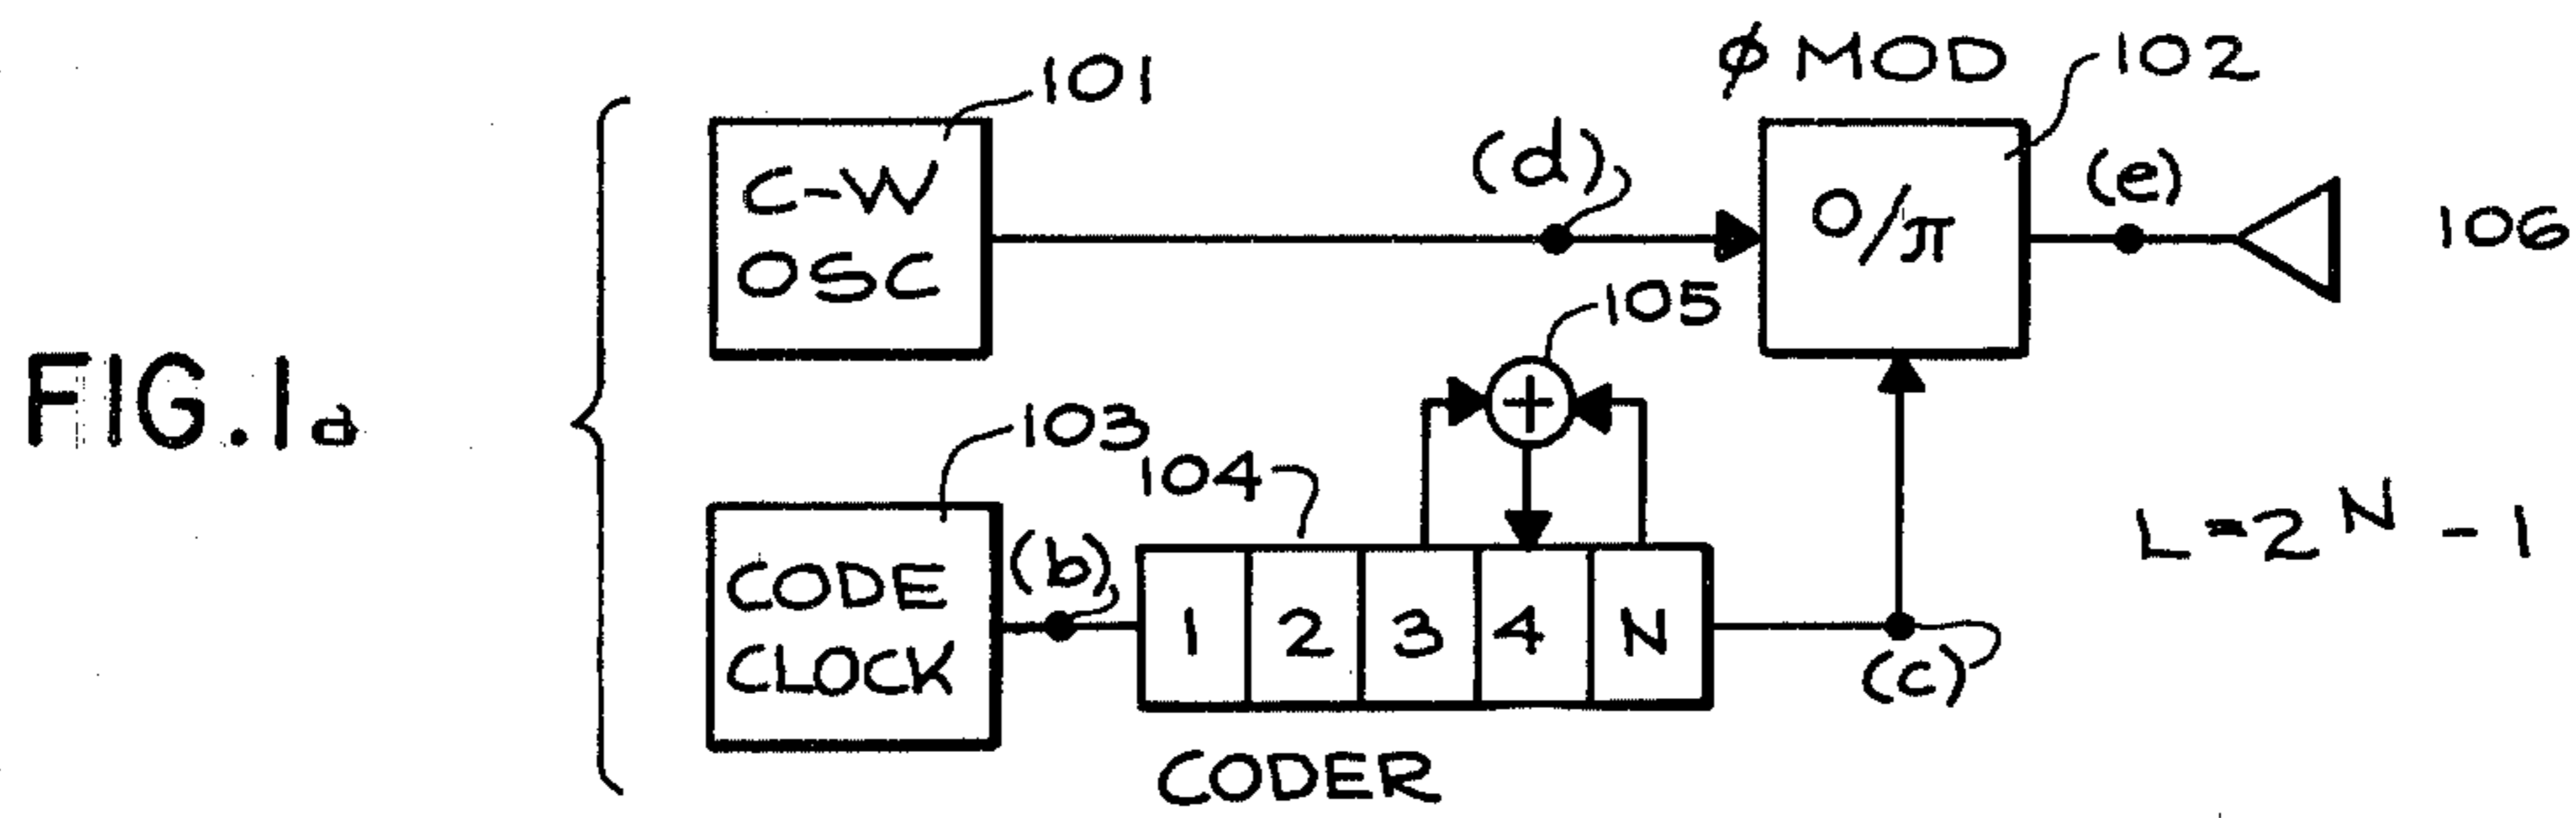 FIG.1a
101
C-W
OSC
(d)
φ MOD
102
0/π
(e)
106
105
+
103
CODE
CLOCK
(b)
104
1 2 3 4 N
CODER
(c)
L=2^N - 1